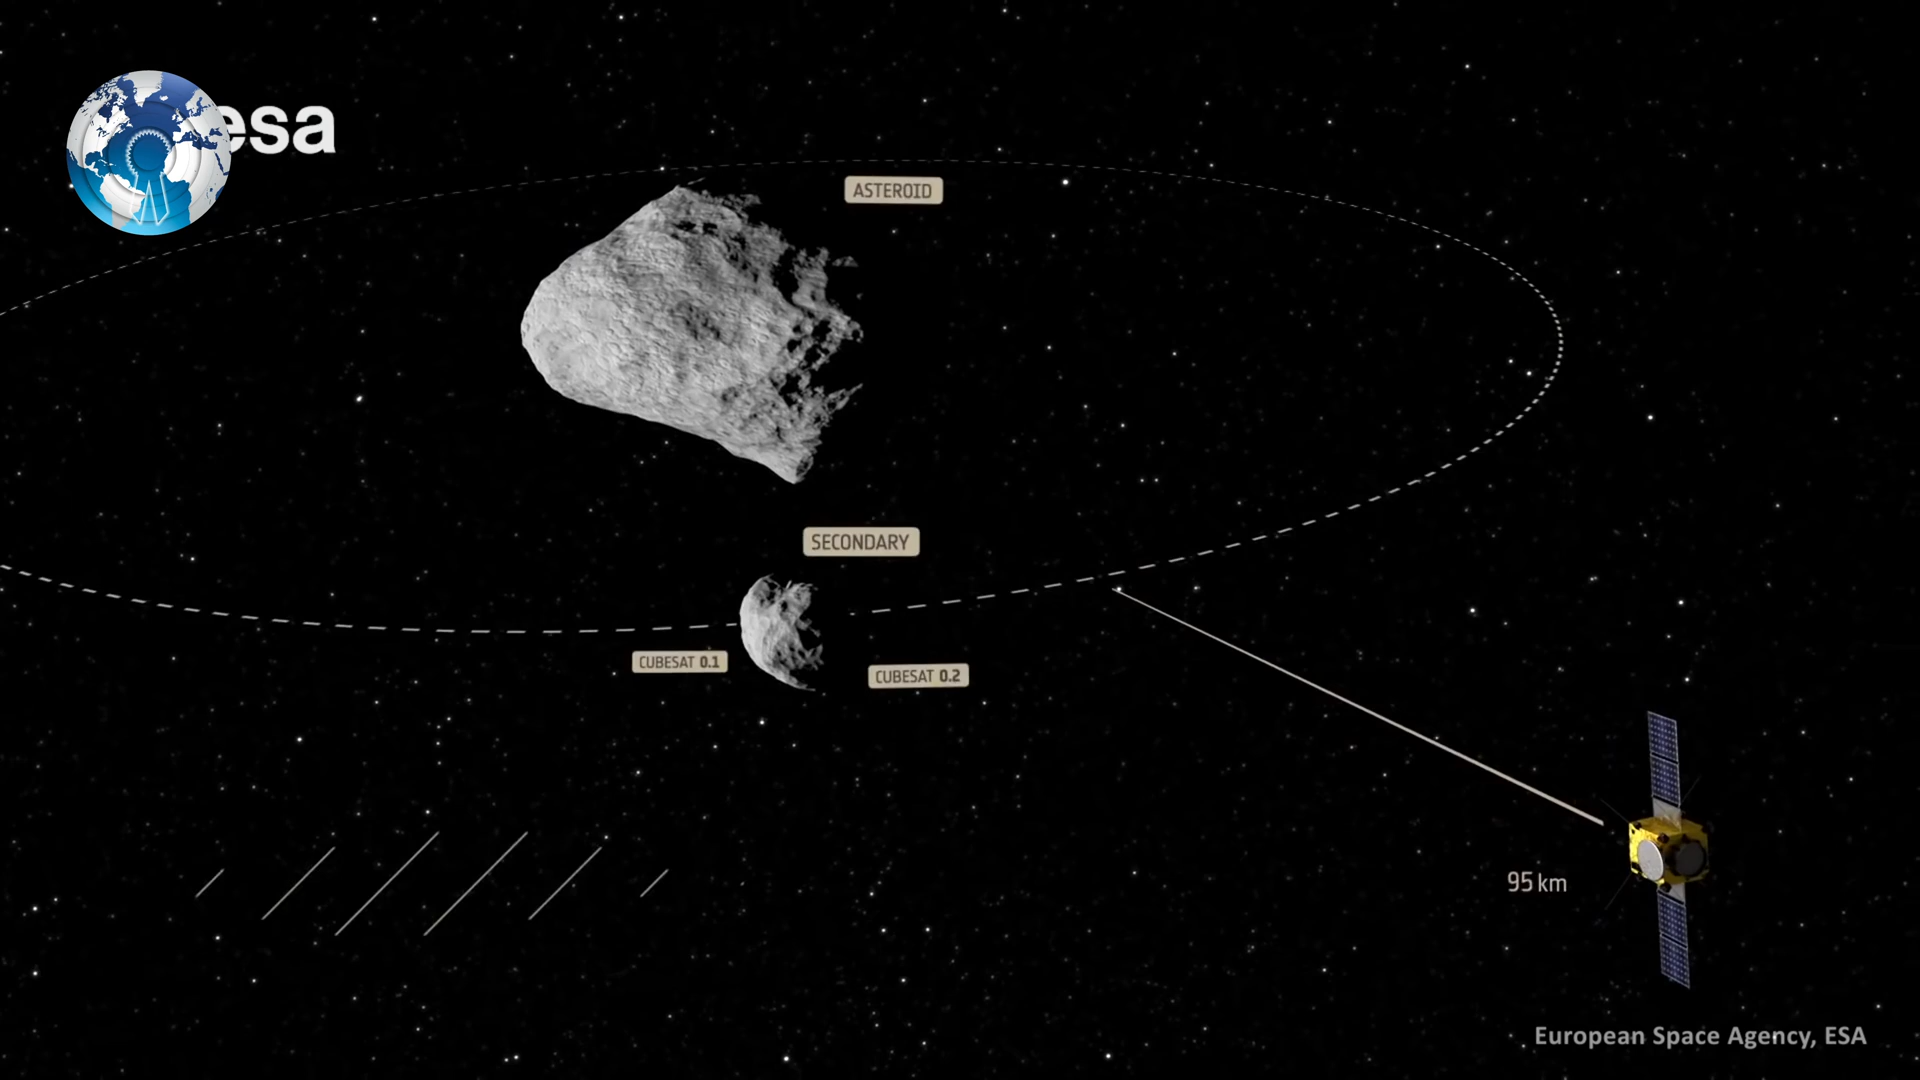 esa
ASTEROID
SECONDARY
CUBESAT 0.1
CUBESAT 0.2
95 km
European Space Agency, ESA